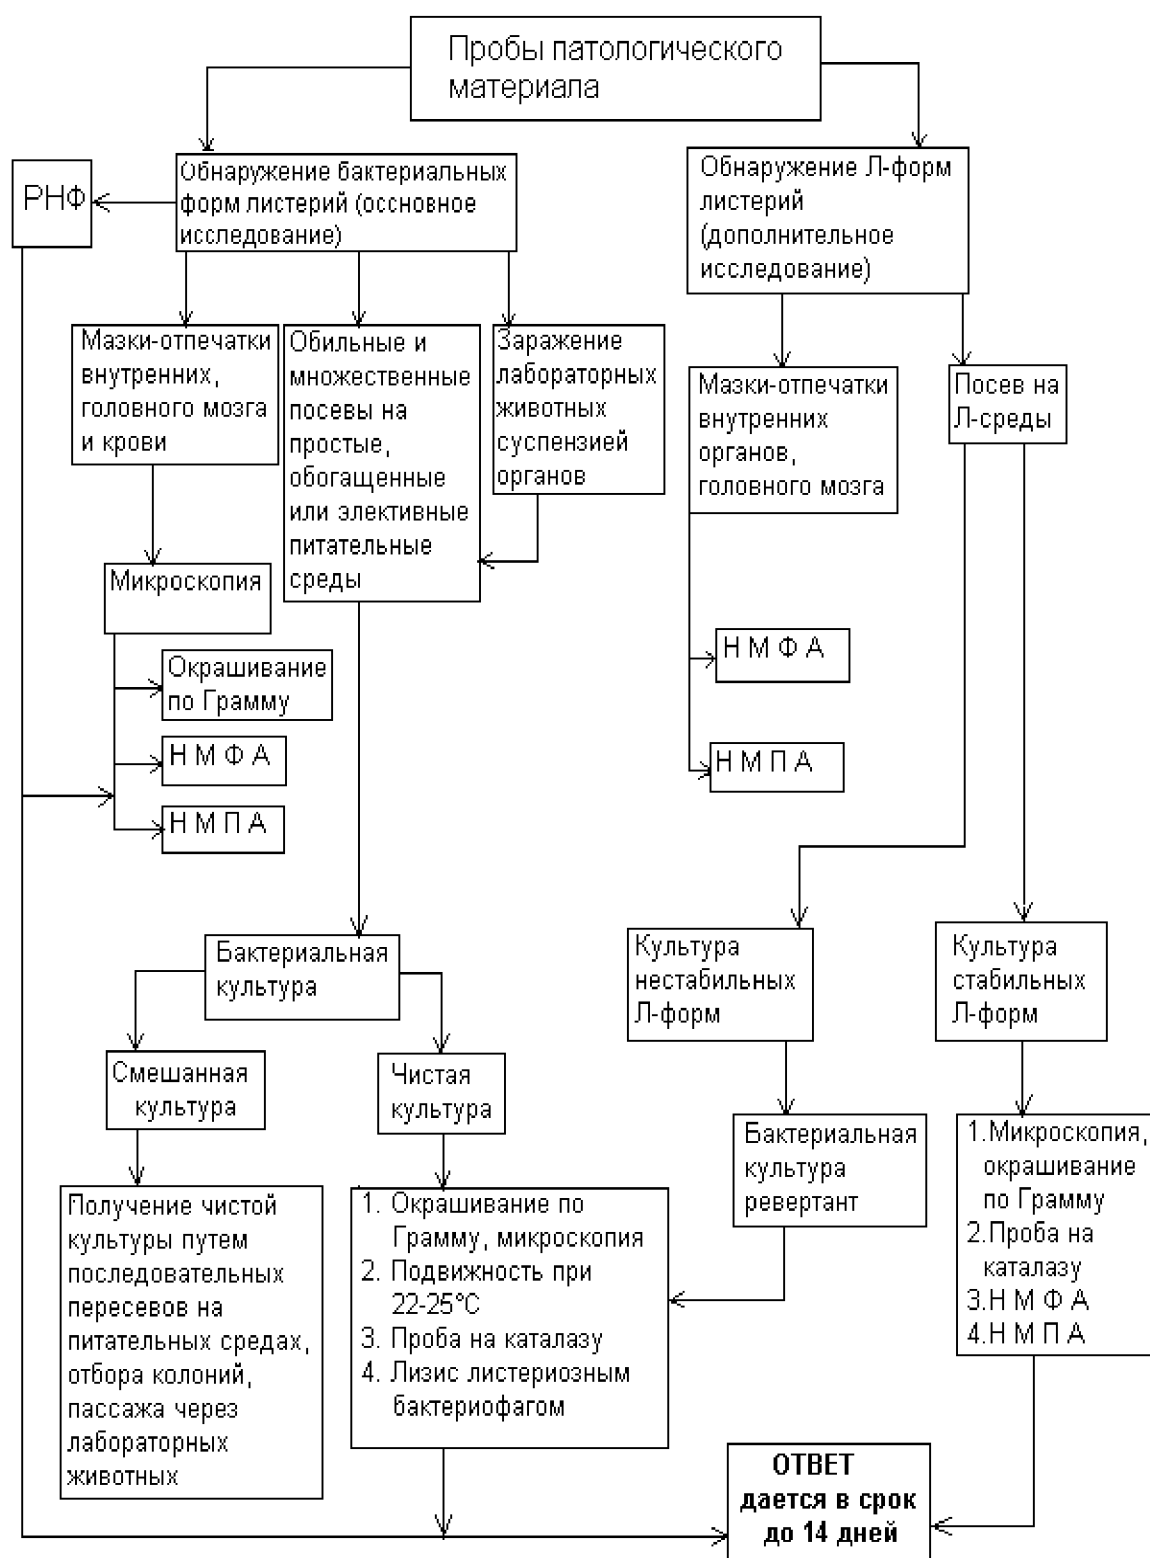 Пробы патологического
материала
РНФ
Обнаружение бактериальных
форм листерий (оссновное
исследование)
Обнаружение Л-форм
листерий
(дополнительное
исследование)
Мазки-отпечатки
внутренних,
головного мозга
и крови
Обильные и
множественные
посевы на
простые,
обогащенные
или элективные
питательные
среды
Заражение
лабораторных
животных
суспензией
органов
Мазки-отпечатки
внутренних
органов,
головного мозга
Посев на
Л-среды
Микроскопия
Окрашивание
по Грамму
Н М Ф А
Н М П А
Н М Ф А
Н М П А
Бактериальная
культура
Культура
нестабильных
Л-форм
Культура
стабильных
Л-форм
Смешанная
культура
Чистая
культура
Бактериальная
культура
ревертант
Получение чистой
культуры путем
последовательных
пересевов на
питательных средах,
отбора колоний,
пассажа через
лабораторных
животных
1. Окрашивание по
Грамму, микроскопия
2. Подвижность при
22-25°С
3. Проба на каталазу
4. Лизис листериозным
бактериофагом
1.Микроскопия,
окрашивание
по Грамму
2.Проба на
каталазу
3.Н М Ф А
4.Н М П А
ОТВЕТ
дается в срок
до 14 дней